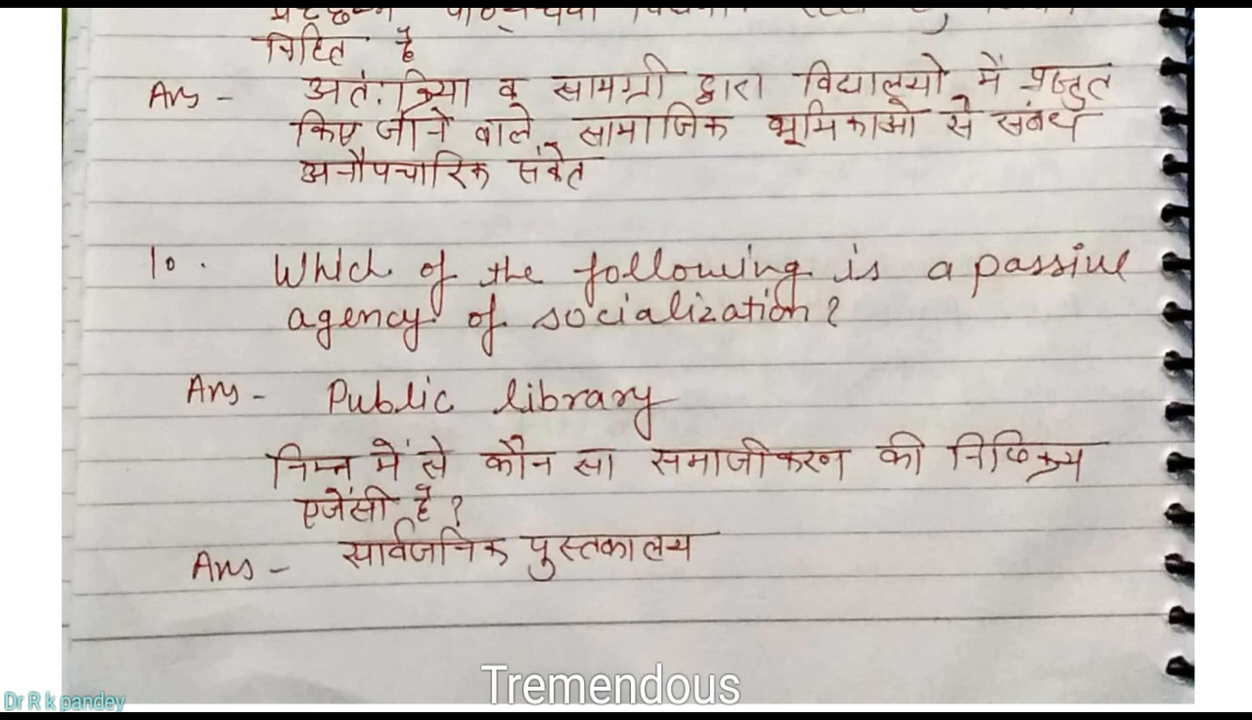 निहित है
Ans - अतं: क्रिया व सामग्री द्वारा विद्यालयो में प्रस्तुत
किए जाने वाले सामाजिक भूमिकाओ से संबंध
अनौपचारिक संकेत
10. Which of the following is a passive
agency of socialization?
Ans - Public library
निम्न में से कौन सा समाजीकरण की निष्क्रिय
एजेंसी है ?
Ans - सार्वजनिक पुस्तकालय
Tremendous
Dr R k pandey